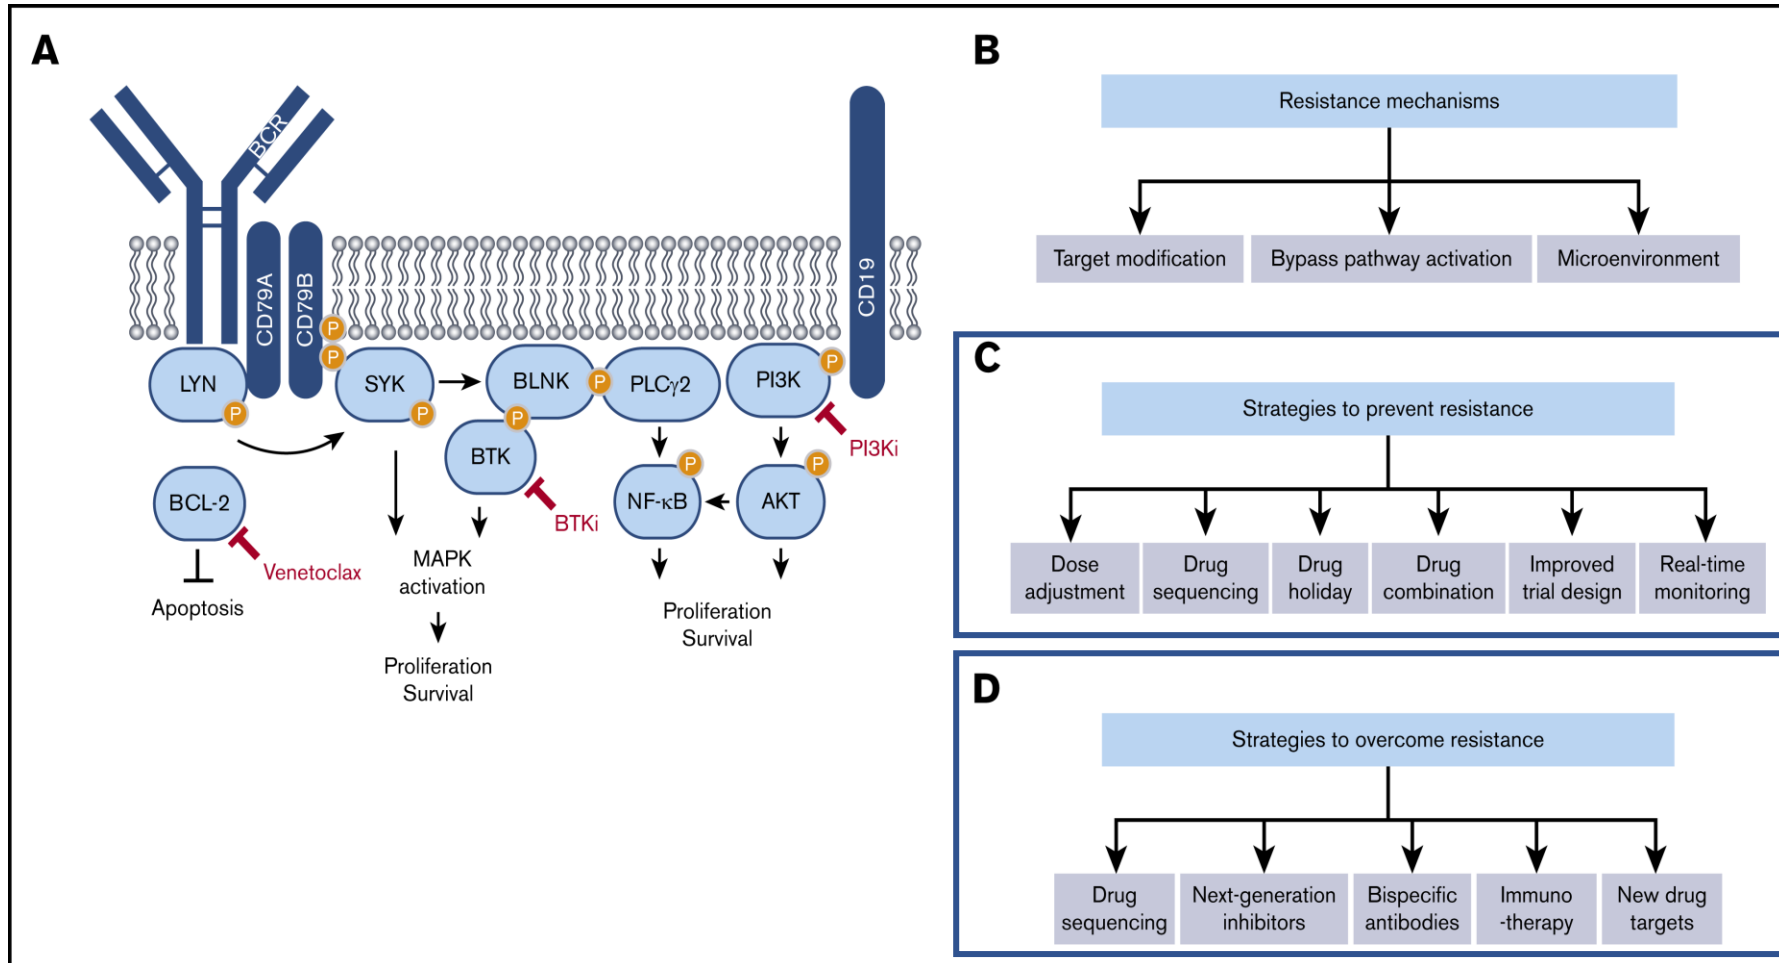 A
BCR
CD79A
CD79B
CD19
P
P
LYN
P
SYK
P
BLNK
P
PLCγ2
PI3K
P
P
BTK
PI3Ki
BCL-2
BTKi
NF-κB
P
AKT
P
Venetoclax
Apoptosis
MAPK
activation
Proliferation
Survival
Proliferation
Survival
B
Resistance mechanisms
Target modification
Bypass pathway activation
Microenvironment
C
Strategies to prevent resistance
Dose
adjustment
Drug
sequencing
Drug
holiday
Drug
combination
Improved
trial design
Real-time
monitoring
D
Strategies to overcome resistance
Drug
sequencing
Next-generation
inhibitors
Bispecific
antibodies
Immuno
-therapy
New drug
targets